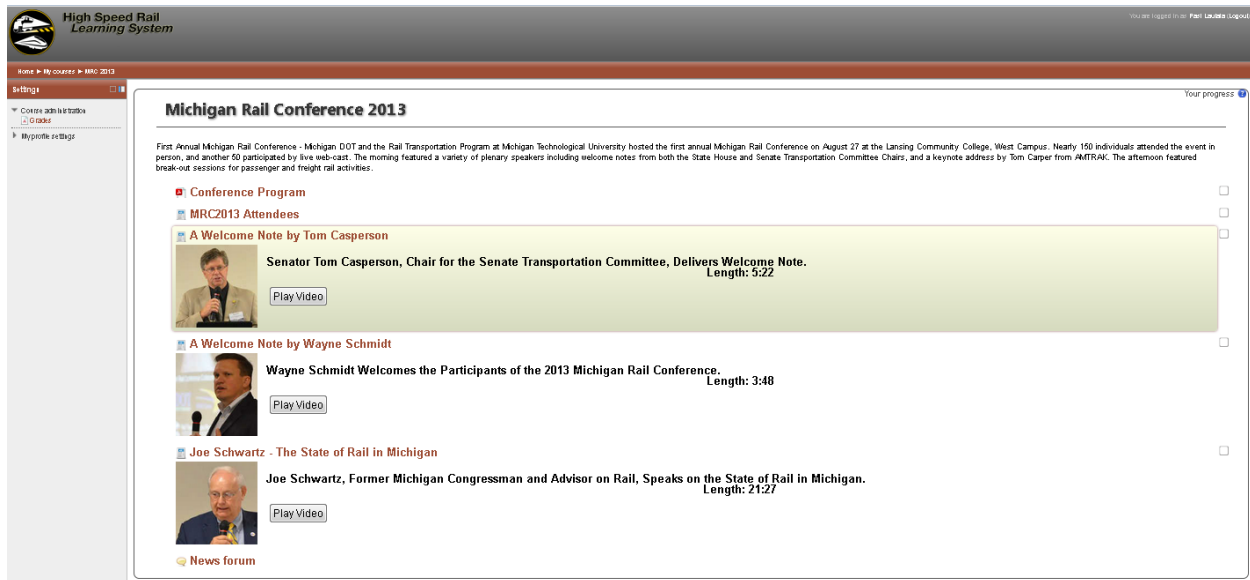 High Speed Rail
Learning System
You are logged in as Pasi Lautala (Logout)
Home ► My courses ► MRC 2013
Settings
Course administration
Grades
My profile settings
Your progress
Michigan Rail Conference 2013
First Annual Michigan Rail Conference - Michigan DOT and the Rail Transportation Program at Michigan Technological University hosted the first annual Michigan Rail Conference on August 27 at the Lansing Community College, West Campus. Nearly 150 individuals attended the event in
person, and another 50 participated by live web-cast. The morning featured a variety of plenary speakers including welcome notes from both the State House and Senate Transportation Committee Chairs, and a keynote address by Tom Carper from AMTRAK. The afternoon featured
break-out sessions for passenger and freight rail activities.
Conference Program
MRC2013 Attendees
A Welcome Note by Tom Casperson
Senator Tom Casperson, Chair for the Senate Transportation Committee, Delivers Welcome Note.
Length: 5:22
Play Video
A Welcome Note by Wayne Schmidt
Wayne Schmidt Welcomes the Participants of the 2013 Michigan Rail Conference.
Length: 3:48
Play Video
Joe Schwartz - The State of Rail in Michigan
Joe Schwartz, Former Michigan Congressman and Advisor on Rail, Speaks on the State of Rail in Michigan.
Length: 21:27
Play Video
News forum